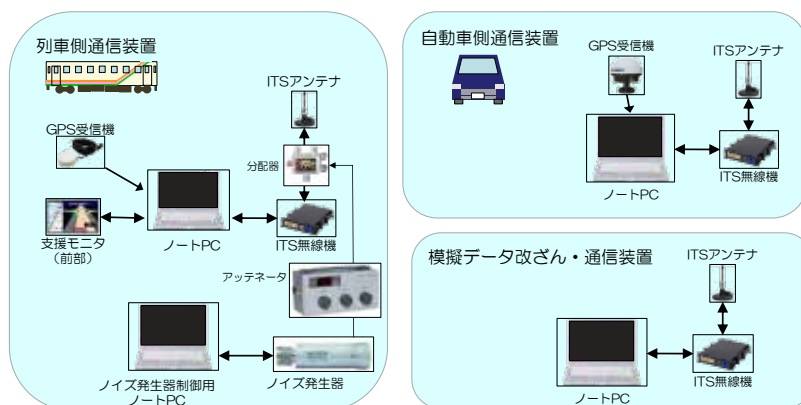 列車側通信装置
ITSアンテナ
GPS受信機
分配器
支援モニタ
（前部）
ノートPC
ITS無線機
アッテネータ
ノイズ発生器制御用
ノートPC
ノイズ発生器
自動車側通信装置
GPS受信機
ITSアンテナ
ノートPC
ITS無線機
模擬データ改ざん・通信装置
ITSアンテナ
ITS無線機
ノートPC